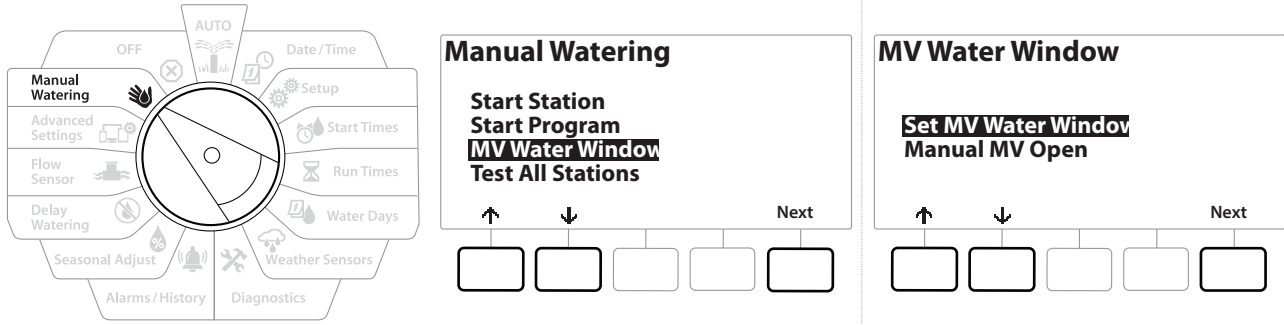 AUTO
OFF
Date/Time
Manual
Watering
Setup
Advanced
Settings
Start Times
Flow
Sensor
Run Times
Delay
Watering
Water Days
Seasonal Adjust
Weather Sensors
Alarms/History
Diagnostics
Manual Watering
Start Station
Start Program
MV Water Window
Test All Stations
Next
MV Water Window
Set MV Water Window
Manual MV Open
Next